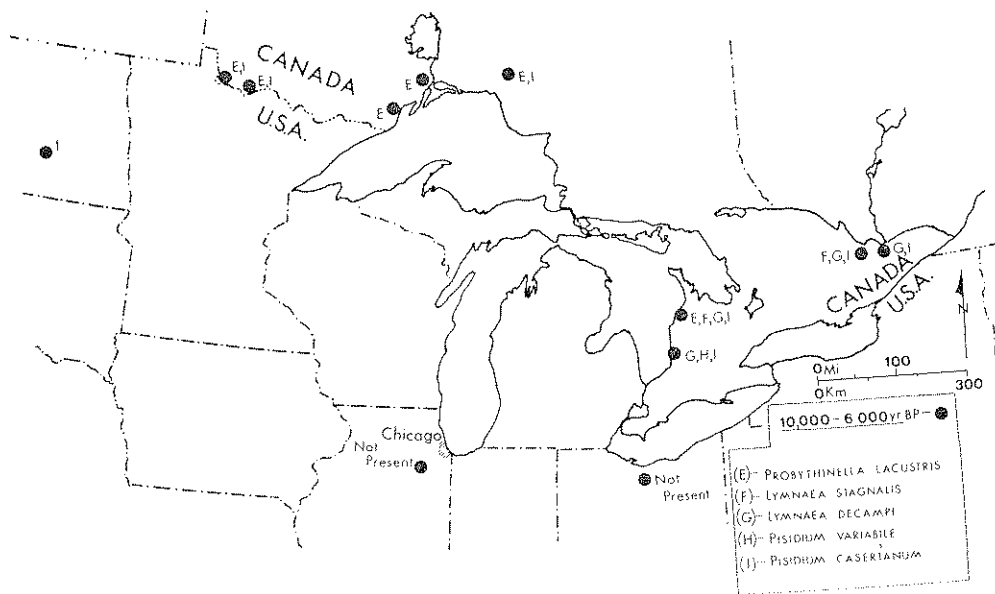 E,I
E,I
CANADA
U.S.A.
E
E
E,I
I
F,G,I
G,I
CANADA
U.S.A.
N
E,F,G,I
G,H,I
0 Mi 100
0 Km 300
Chicago
Not
Present
Not
Present
10,000 - 6 000 yr BP
(E)- PROBYTHINELLA LACUSTRIS
(F)- LYMNAEA STAGNALIS
(G)- LYMNAEA DECAMPI
(H)- PISIDIUM VARIABILE
(I)- PISIDIUM CASERTANUM